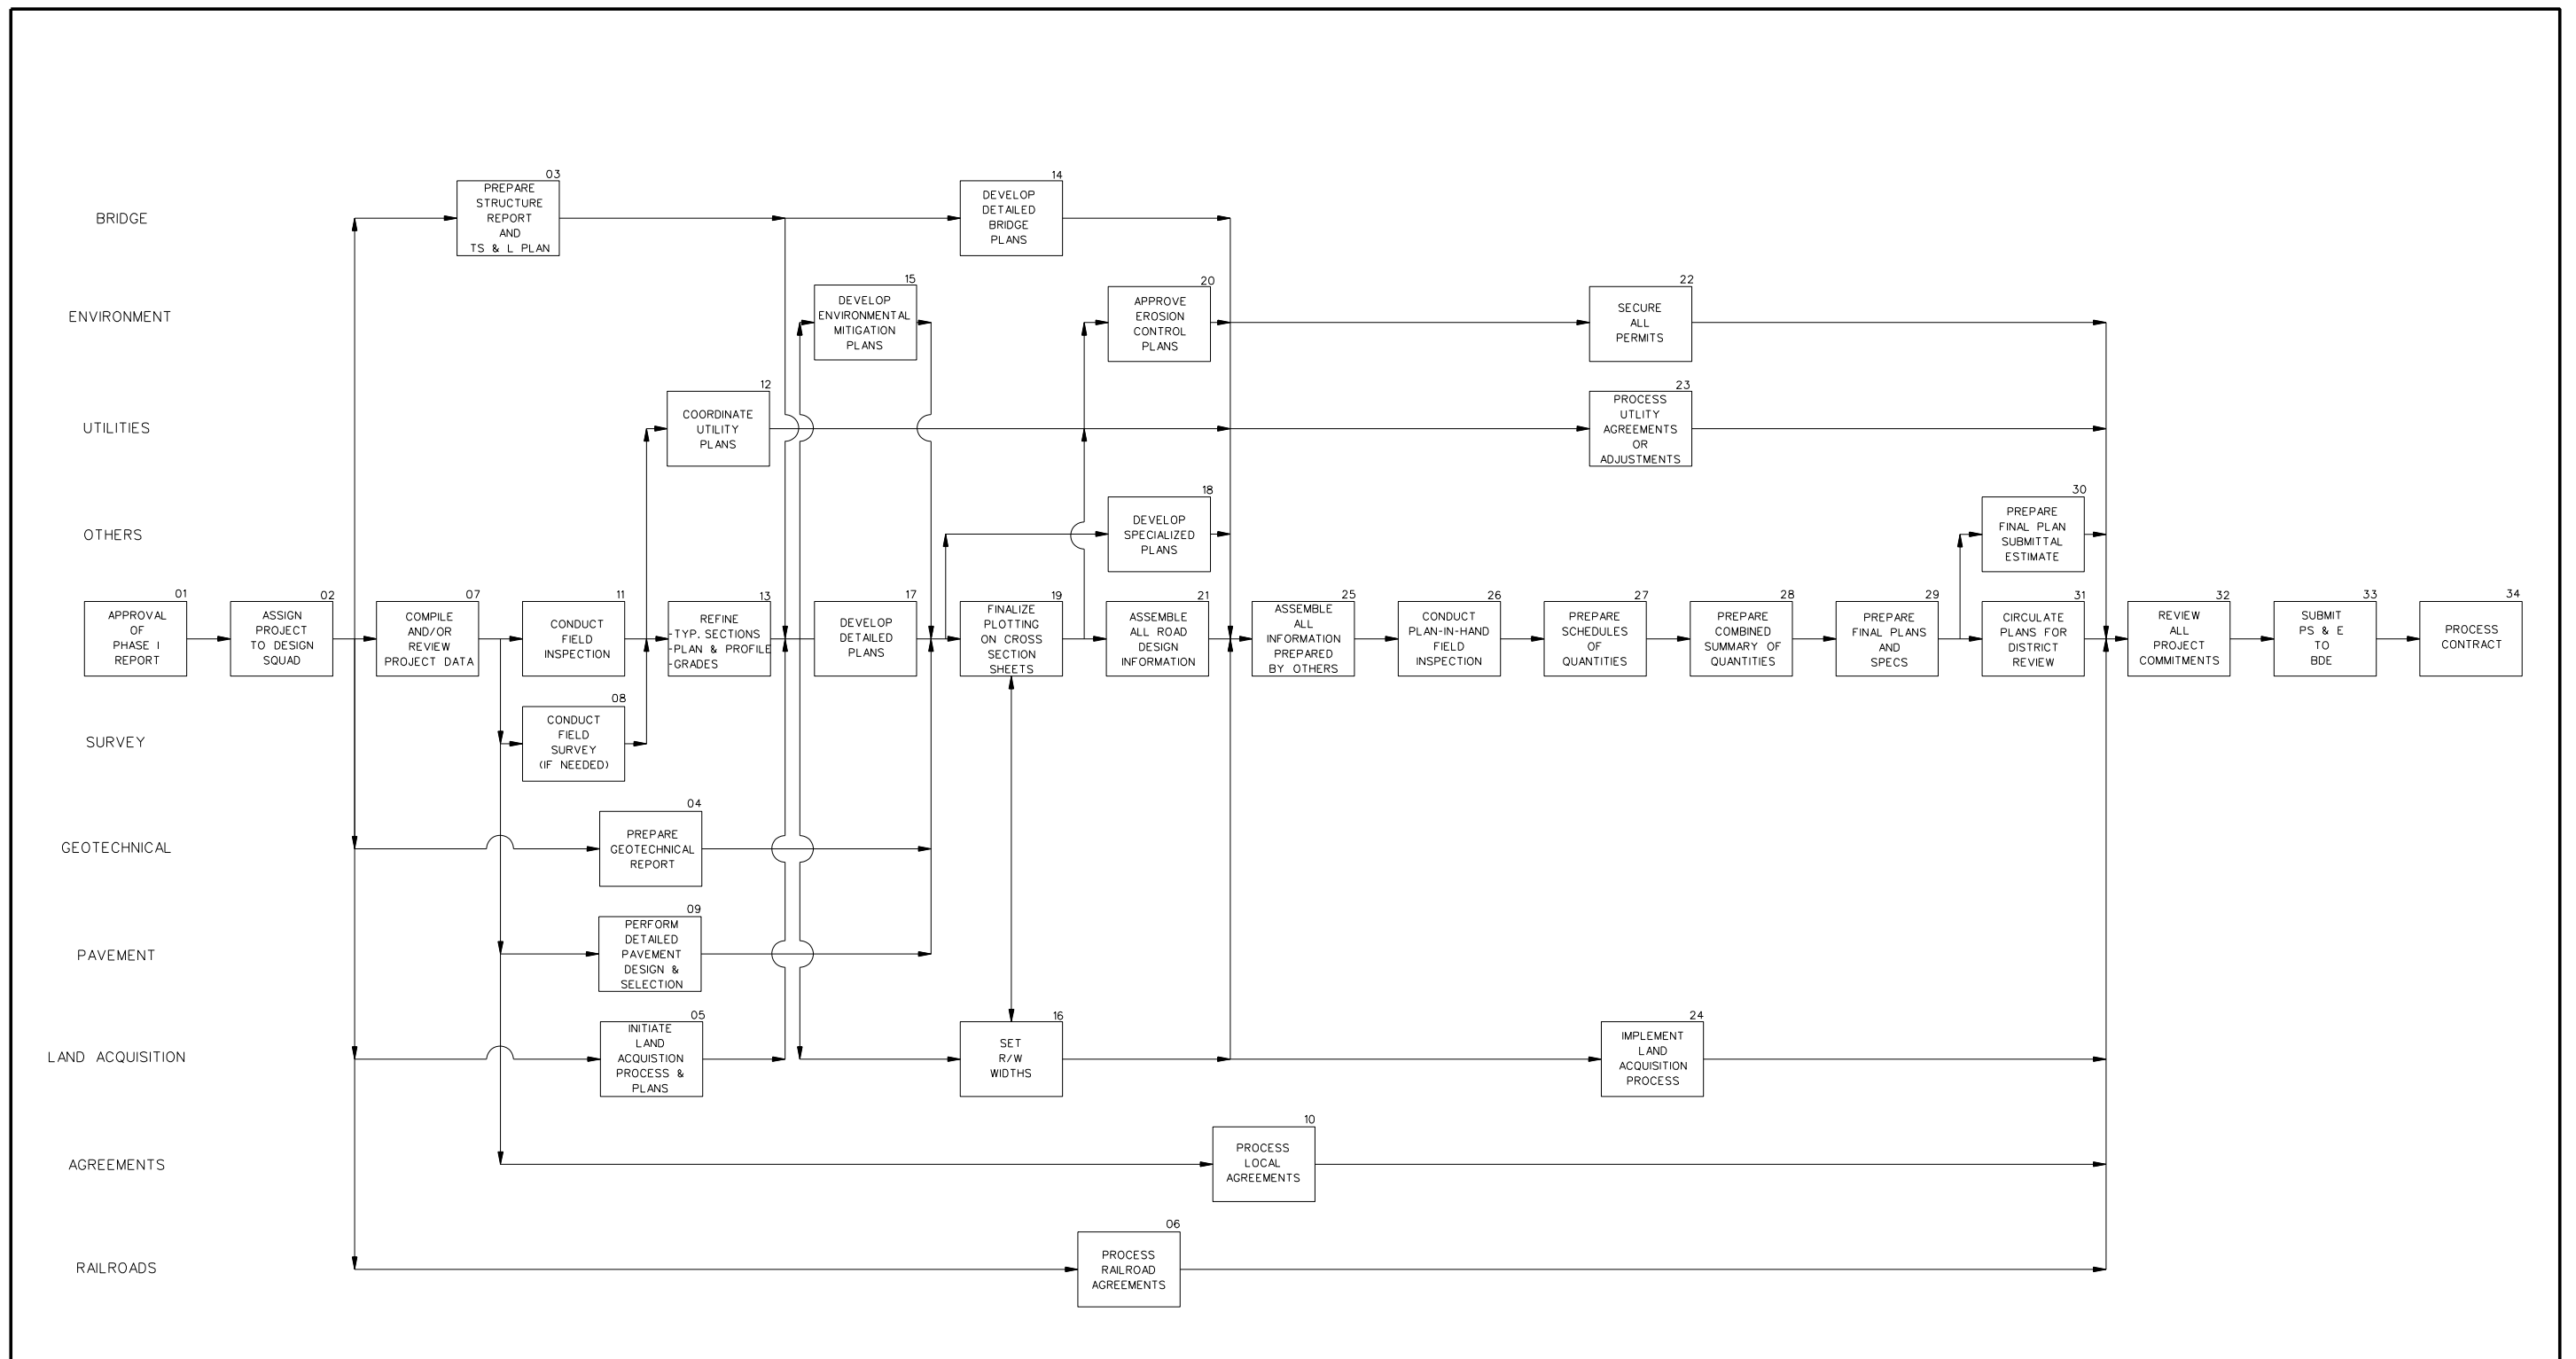 03
PREPARE
STRUCTURE
REPORT
AND
TS & L PLAN
14
DEVELOP
DETAILED
BRIDGE
PLANS
BRIDGE
15
DEVELOP
ENVIRONMENTAL
MITIGATION
PLANS
20
APPROVE
EROSION
CONTROL
PLANS
22
SECURE
ALL
PERMITS
ENVIRONMENT
12
COORDINATE
UTILITY
PLANS
23
PROCESS
UTLITY
AGREEMENTS
OR
ADJUSTMENTS
UTILITIES
18
DEVELOP
SPECIALIZED
PLANS
30
PREPARE
FINAL PLAN
SUBMITTAL
ESTIMATE
OTHERS
01
APPROVAL
OF
PHASE I
REPORT
02
ASSIGN
PROJECT
TO DESIGN
SQUAD
07
COMPILE
AND/OR
REVIEW
PROJECT DATA
11
CONDUCT
FIELD
INSPECTION
13
REFINE
-TYP. SECTIONS
-PLAN & PROFILE
-GRADES
17
DEVELOP
DETAILED
PLANS
19
FINALIZE
PLOTTING
ON CROSS
SECTION
SHEETS
21
ASSEMBLE
ALL ROAD
DESIGN
INFORMATION
25
ASSEMBLE
ALL
INFORMATION
PREPARED
BY OTHERS
26
CONDUCT
PLAN-IN-HAND
FIELD
INSPECTION
27
PREPARE
SCHEDULES
OF
QUANTITIES
28
PREPARE
COMBINED
SUMMARY OF
QUANTITIES
29
PREPARE
FINAL PLANS
AND
SPECS
31
CIRCULATE
PLANS FOR
DISTRICT
REVIEW
32
REVIEW
ALL
PROJECT
COMMITMENTS
33
SUBMIT
PS & E
TO
BDE
34
PROCESS
CONTRACT
08
CONDUCT
FIELD
SURVEY
(IF NEEDED)
SURVEY
04
PREPARE
GEOTECHNICAL
REPORT
GEOTECHNICAL
09
PERFORM
DETAILED
PAVEMENT
DESIGN &
SELECTION
PAVEMENT
05
INITIATE
LAND
ACQUISTION
PROCESS &
PLANS
16
SET
R/W
WIDTHS
24
IMPLEMENT
LAND
ACQUISITION
PROCESS
LAND ACQUISITION
10
PROCESS
LOCAL
AGREEMENTS
AGREEMENTS
06
PROCESS
RAILROAD
AGREEMENTS
RAILROADS